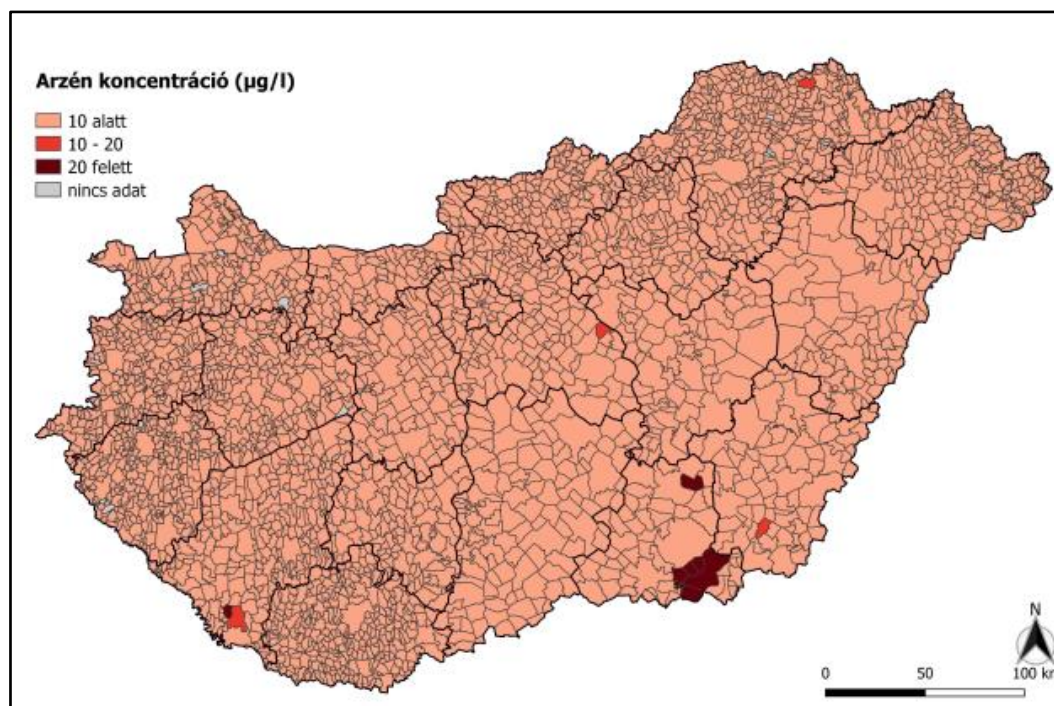 Arzén koncentráció (µg/l)
10 alatt
10 - 20
20 felett
nincs adat
N
0 50 100 km